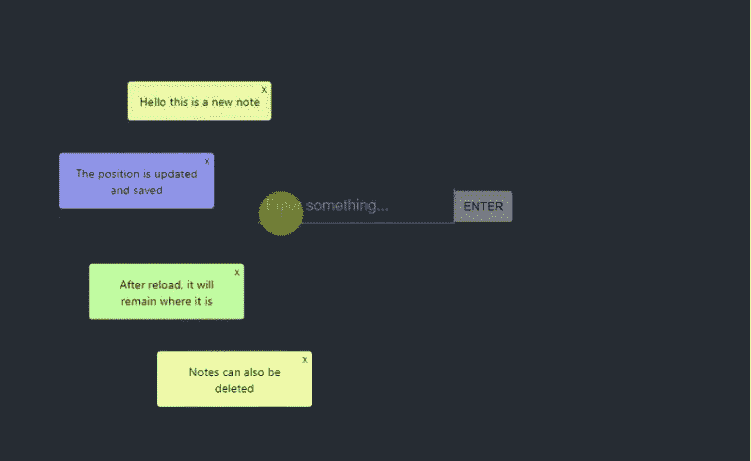 X
Hello this is a new note
X
The position is updated
and saved
Enter something...
ENTER
X
After reload, it will
remain where it is
X
Notes can also be
deleted